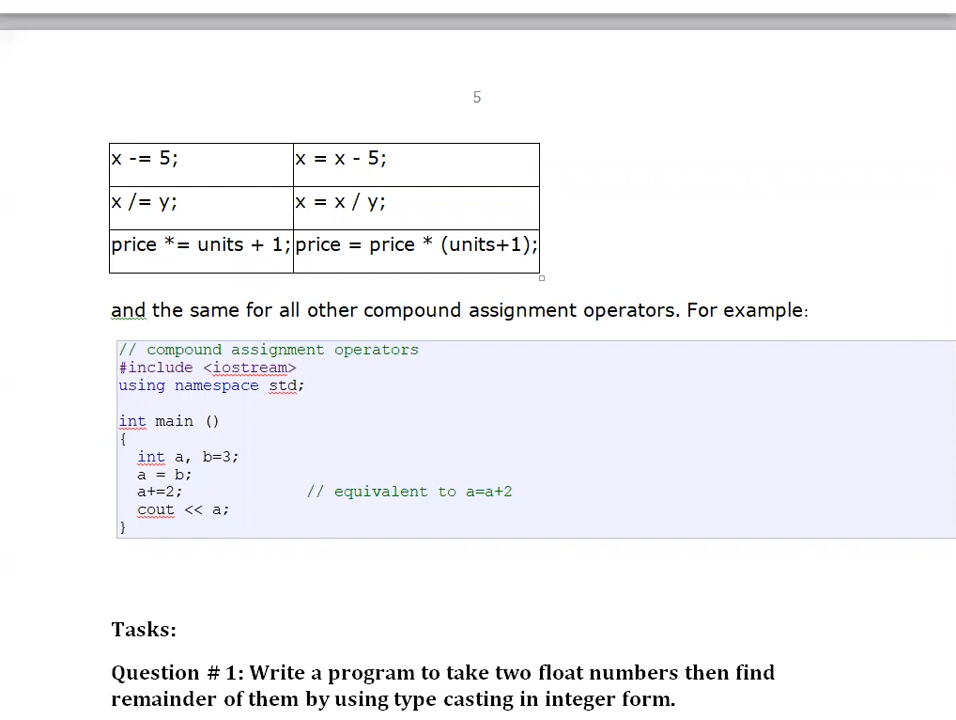 5
x -= 5; x = x - 5;
x /= y; x = x / y;
price *= units + 1; price = price * (units+1);
and the same for all other compound assignment operators. For example:
// compound assignment operators
#include <iostream>
using namespace std;
int main ()
{
int a, b=3;
a = b;
a+=2; // equivalent to a=a+2
cout << a;
}
Tasks:
Question # 1: Write a program to take two float numbers then find
remainder of them by using type casting in integer form.